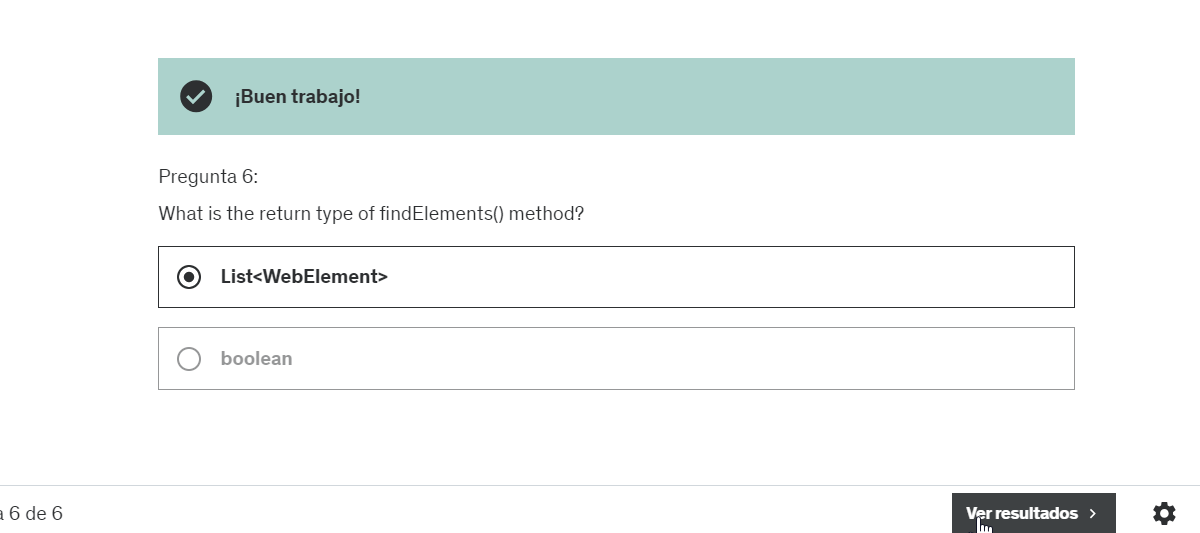 ¡Buen trabajo!
Pregunta 6:
What is the return type of findElements() method?
List<WebElement>
boolean
6 de 6
Ver resultados